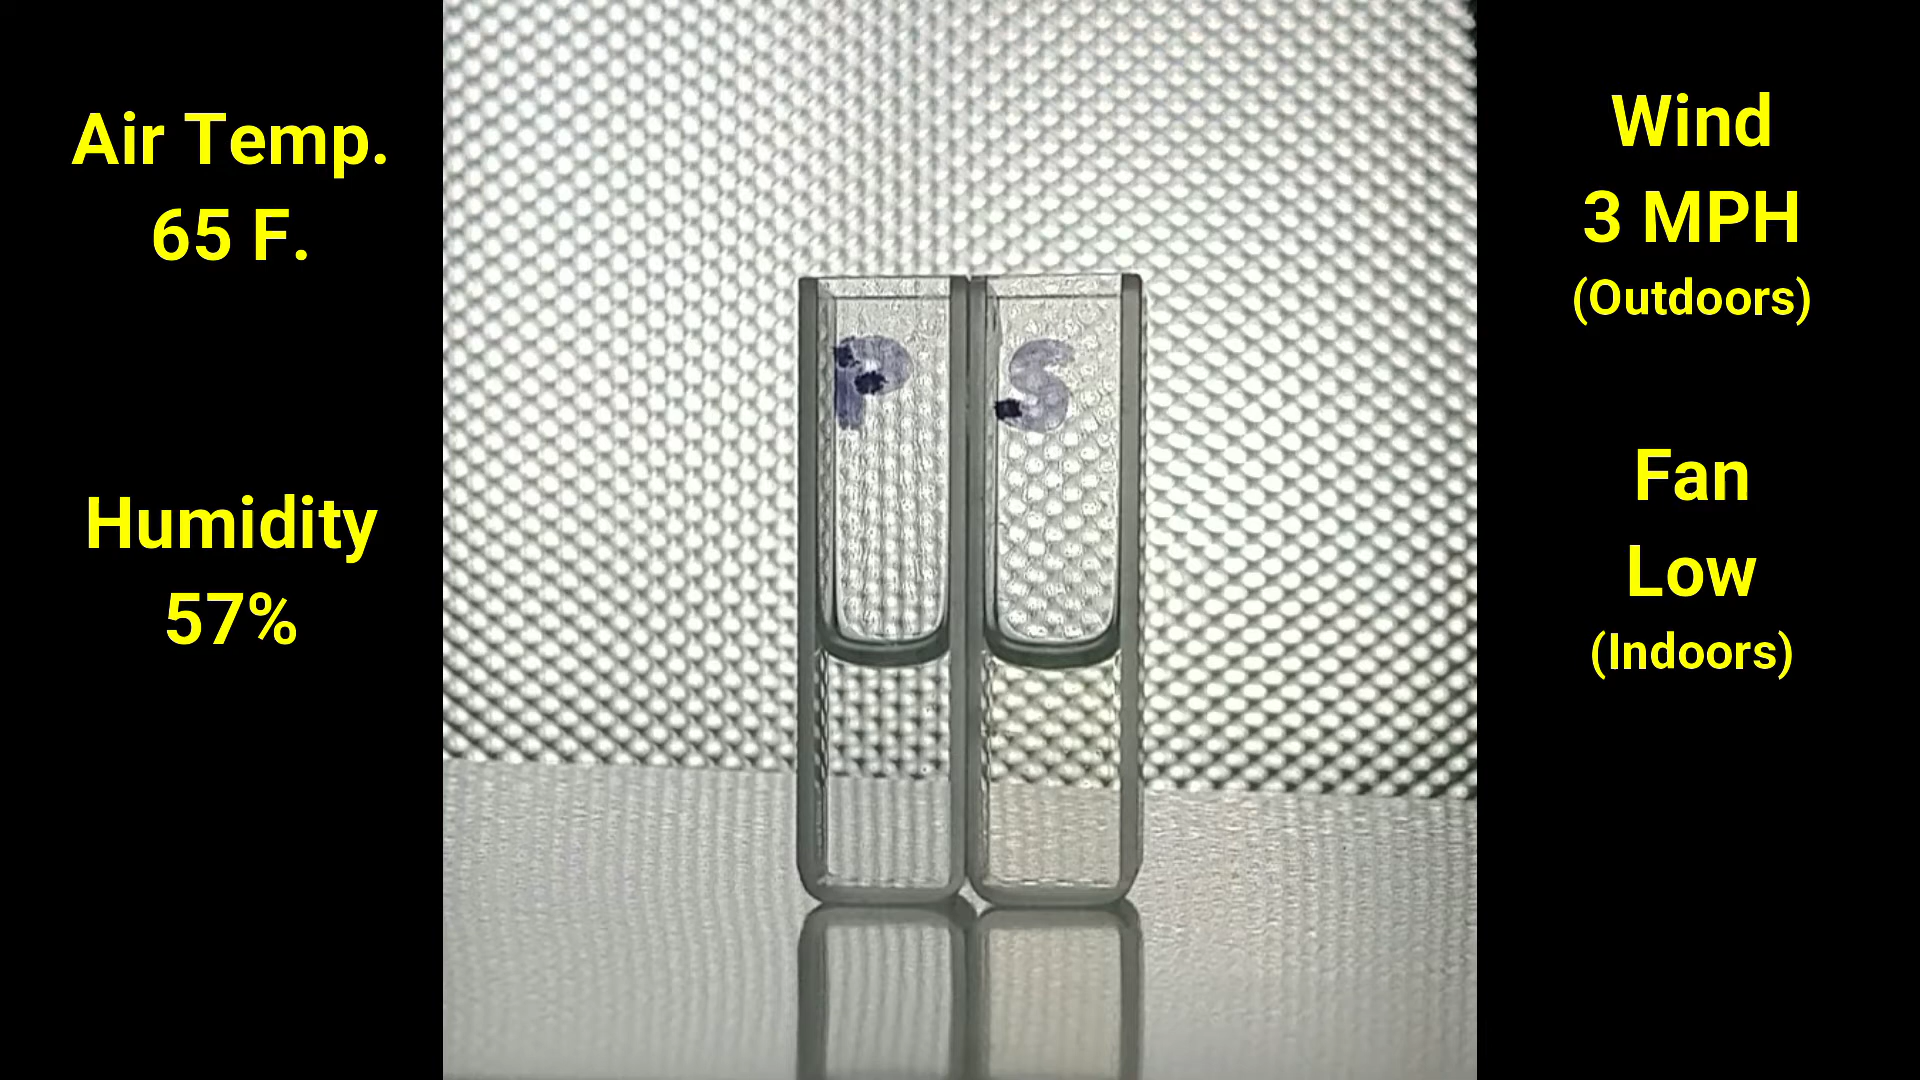 Air Temp.
65 F.
Humidity
57%
P
S
Wind
3 MPH
(Outdoors)
Fan
Low
(Indoors)